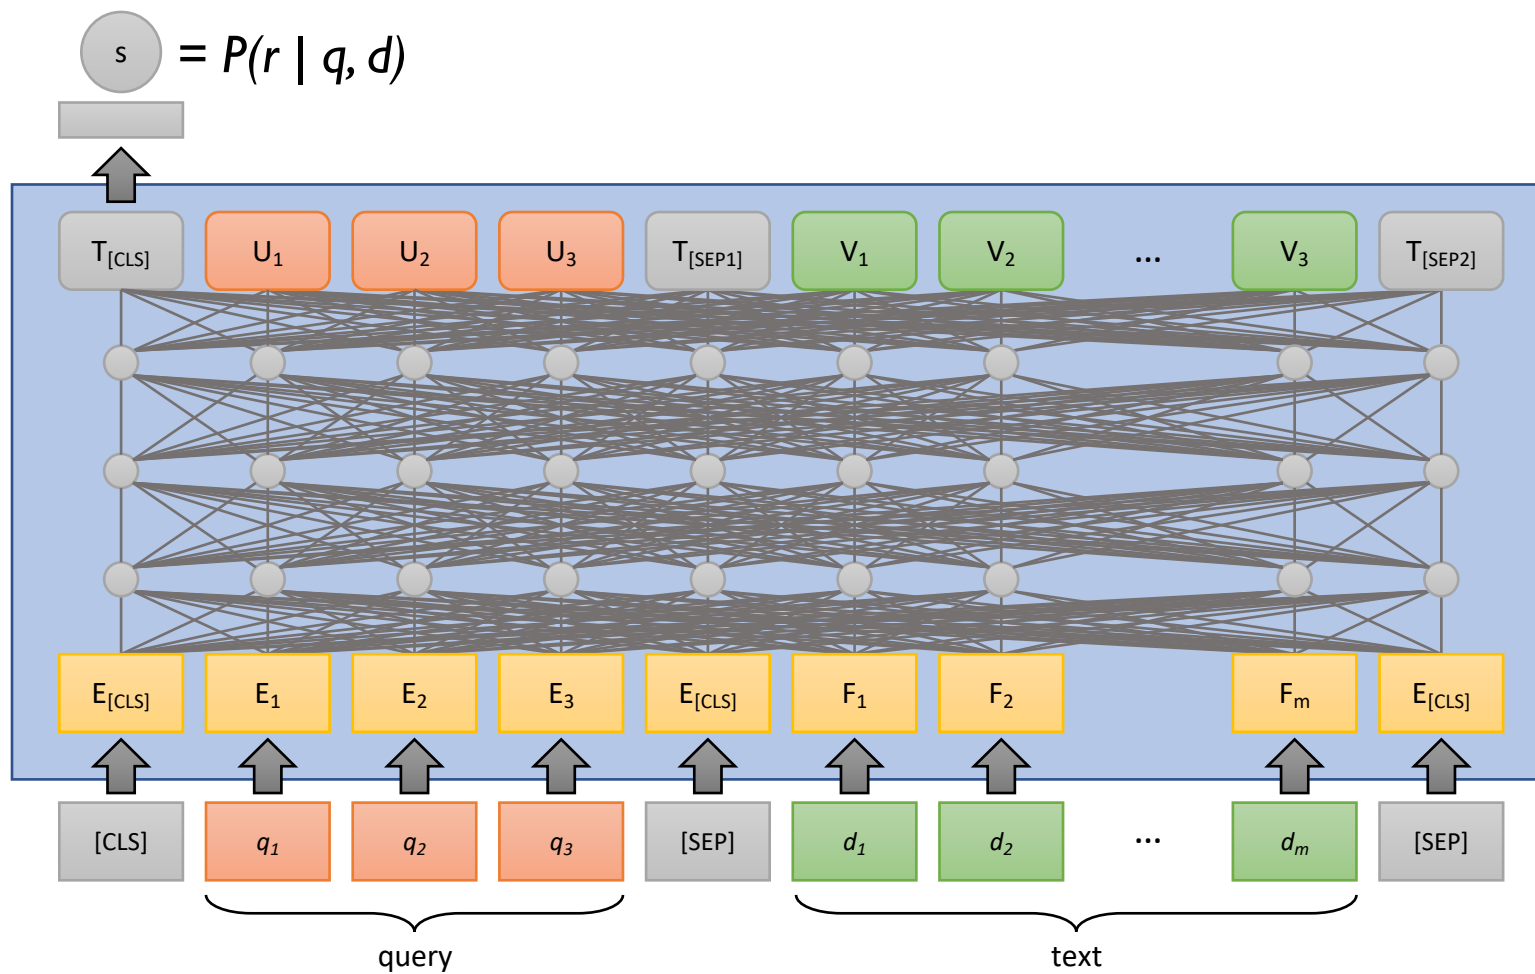 s = P(r | q, d)
T[CLS] U1 U2 U3 T[SEP1] V1 V2 ... V3 T[SEP2]
E[CLS] E1 E2 E3 E[CLS] F1 F2 Fm E[CLS]
[CLS] q1 q2 q3 [SEP] d1 d2 ... dm [SEP]
query text